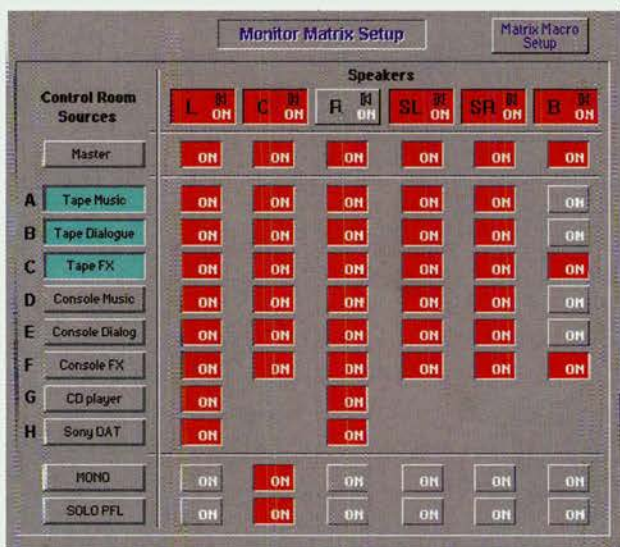 Monitor Matrix Setup
Matrix Macro
Setup
Speakers
Control Room
Sources
L ON C ON R ON SL ON SR ON B ON
Master ON ON ON ON ON ON
A Tape Music ON ON ON ON ON ON
B Tape Dialogue ON ON ON ON ON ON
C Tape FX ON ON ON ON ON ON
D Console Music ON ON ON ON ON ON
E Console Dialog ON ON ON ON ON ON
F Console FX ON ON ON ON ON ON
G CD player ON ON
H Sony DAT ON ON
MONO ON ON ON ON ON ON
SOLO PFL ON ON ON ON ON ON